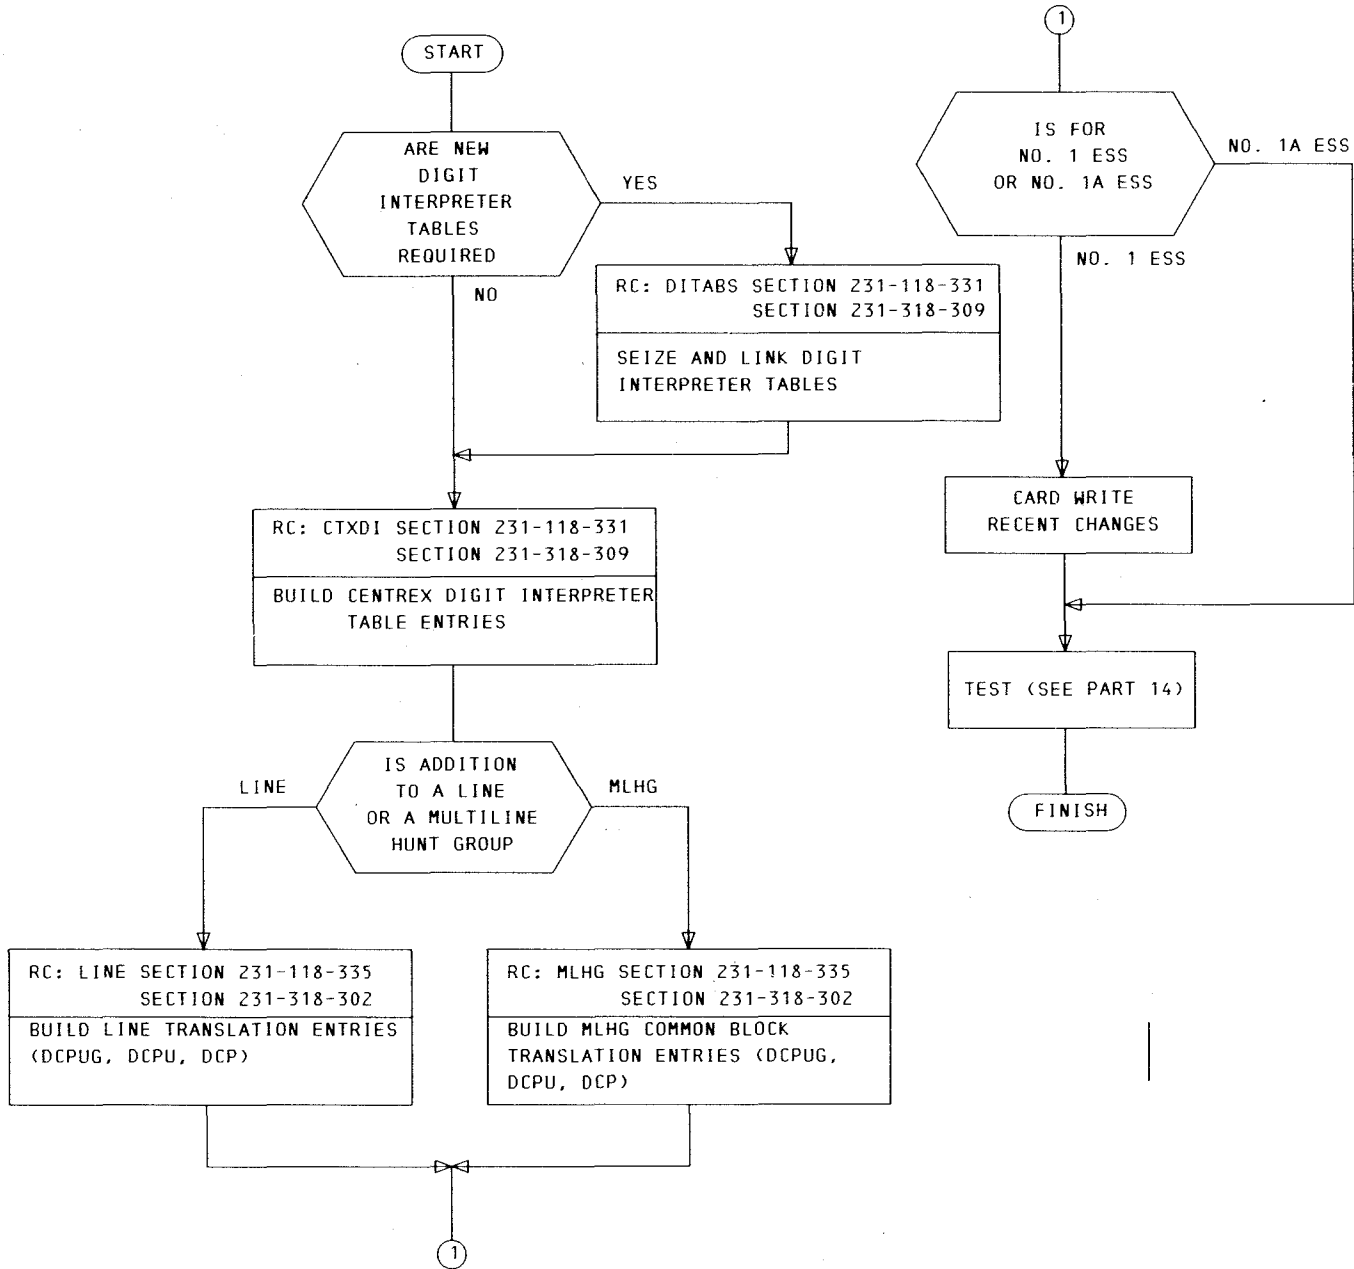 START
ARE NEW
DIGIT
INTERPRETER
TABLES
REQUIRED
YES
NO
RC: DITABS SECTION 231-118-331
SECTION 231-318-309
SEIZE AND LINK DIGIT
INTERPRETER TABLES
RC: CTXDI SECTION 231-118-331
SECTION 231-318-309
BUILD CENTREX DIGIT INTERPRETER
TABLE ENTRIES
IS ADDITION
TO A LINE
OR A MULTILINE
HUNT GROUP
LINE
MLHG
RC: LINE SECTION 231-118-335
SECTION 231-318-302
BUILD LINE TRANSLATION ENTRIES
(DCPUG, DCPU, DCP)
RC: MLHG SECTION 231-118-335
SECTION 231-318-302
BUILD MLHG COMMON BLOCK
TRANSLATION ENTRIES (DCPUG,
DCPU, DCP)
1
1
IS FOR
NO. 1 ESS
OR NO. 1A ESS
NO. 1A ESS
NO. 1 ESS
CARD WRITE
RECENT CHANGES
TEST (SEE PART 14)
FINISH